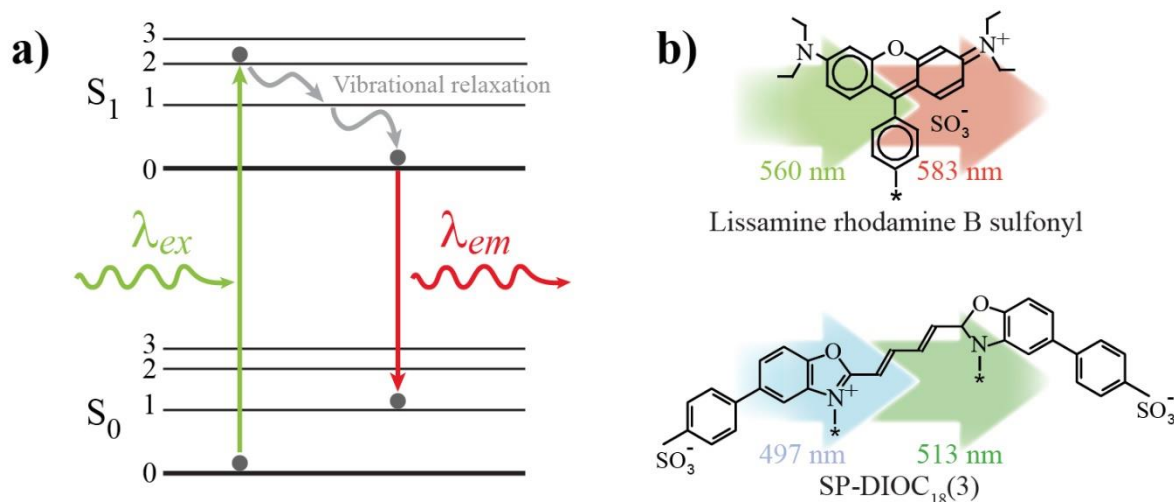 a)
3
2
1
0
S1
Vibrational relaxation
λex
λem
3
2
1
0
S0
b)
N
O
N+
SO3-
560 nm
583 nm
*
Lissamine rhodamine B sulfonyl
O
N
*
O
N+
*
SO3-
SO3-
497 nm
513 nm
SP-DIOC18(3)